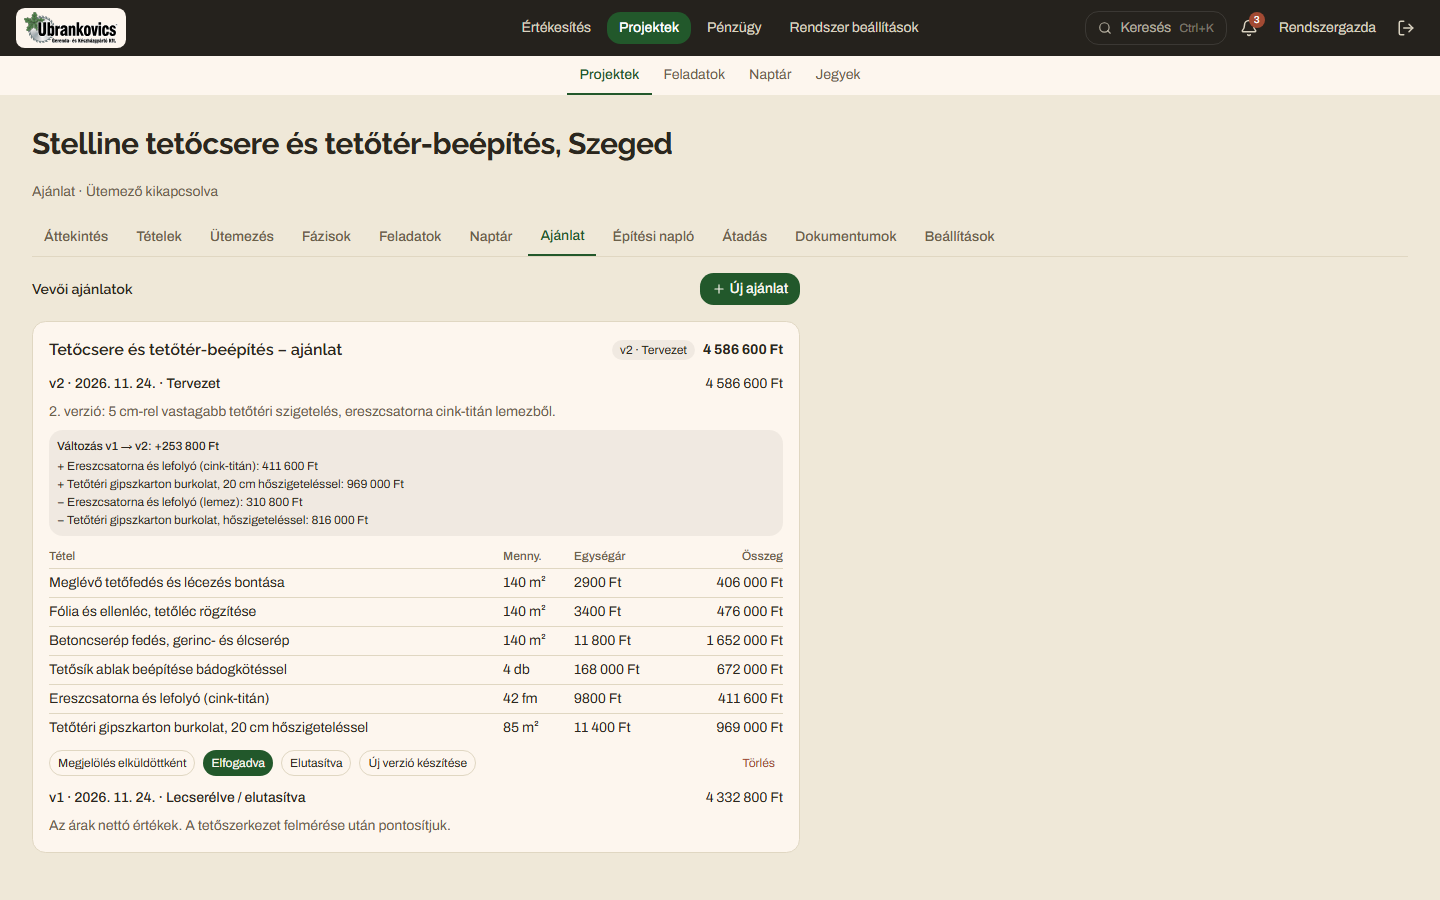 Ubrankovics
Gerenda- és Készházgyártó Kft.
Értékesítés
Projektek
Pénzügy
Rendszer beállítások
Keresés Ctrl+K
3
Rendszergazda
Projektek
Feladatok
Naptár
Jegyek
Stelline tetőcsere és tetőtér-beépítés, Szeged
Ajánlat · Ütemező kikapcsolva
Áttekintés
Tételek
Ütemezés
Fázisok
Feladatok
Naptár
Ajánlat
Építési napló
Átadás
Dokumentumok
Beállítások
Vevői ajánlatok
+ Új ajánlat
Tetőcsere és tetőtér-beépítés – ajánlat
v2 · Tervezet 4 586 600 Ft
v2 · 2026. 11. 24. · Tervezet 4 586 600 Ft
2. verzió: 5 cm-rel vastagabb tetőtéri szigetelés, ereszcsatorna cink-titán lemezből.
Változás v1 → v2: +253 800 Ft
+ Ereszcsatorna és lefolyó (cink-titán): 411 600 Ft
+ Tetőtéri gipszkarton burkolat, 20 cm hőszigeteléssel: 969 000 Ft
− Ereszcsatorna és lefolyó (lemez): 310 800 Ft
− Tetőtéri gipszkarton burkolat, hőszigeteléssel: 816 000 Ft
Tétel Menny. Egységár Összeg
Meglévő tetőfedés és lécezés bontása 140 m² 2900 Ft 406 000 Ft
Fólia és ellenléc, tetőléc rögzítése 140 m² 3400 Ft 476 000 Ft
Betoncserép fedés, gerinc- és élcserép 140 m² 11 800 Ft 1 652 000 Ft
Tetősík ablak beépítése bádogkötéssel 4 db 168 000 Ft 672 000 Ft
Ereszcsatorna és lefolyó (cink-titán) 42 fm 9800 Ft 411 600 Ft
Tetőtéri gipszkarton burkolat, 20 cm hőszigeteléssel 85 m² 11 400 Ft 969 000 Ft
Megjelölés elküldöttként
Elfogadva
Elutasítva
Új verzió készítése
Törlés
v1 · 2026. 11. 24. · Lecserélve / elutasítva 4 332 800 Ft
Az árak nettó értékek. A tetőszerkezet felmérése után pontosítjuk.